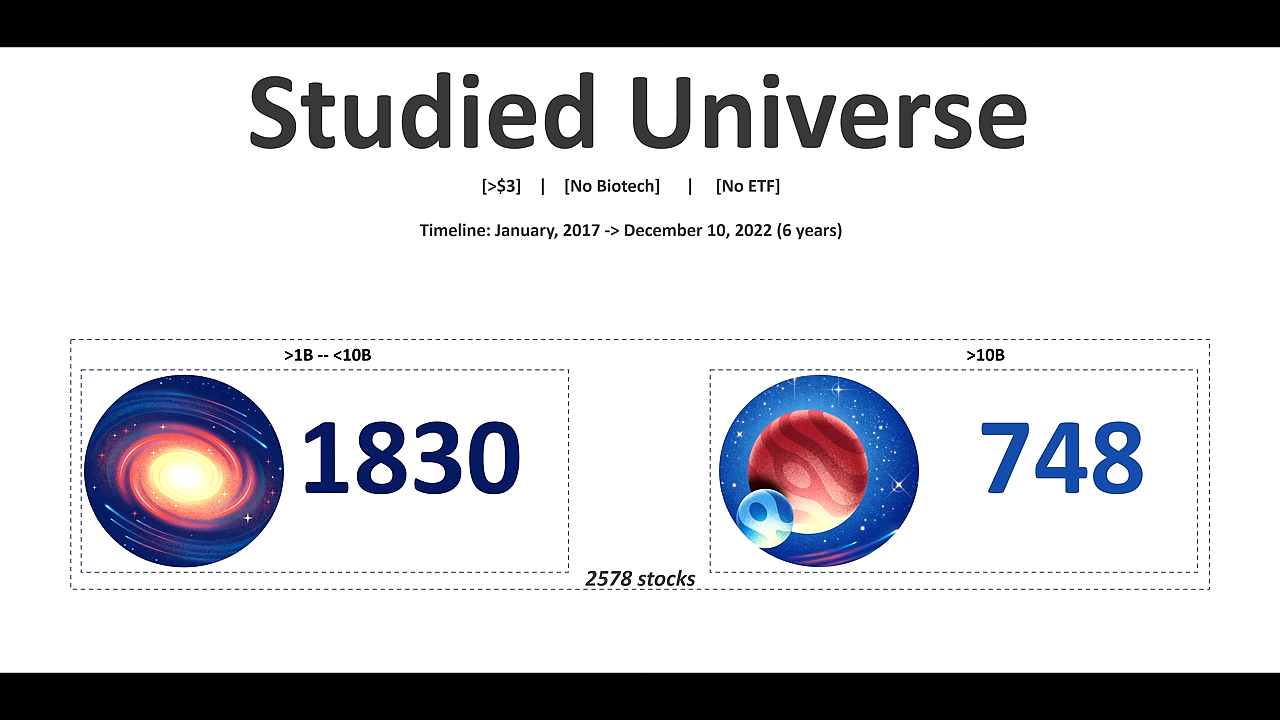 Studied Universe
[>$3] | [No Biotech] | [No ETF]
Timeline: January, 2017 -> December 10, 2022 (6 years)
>1B -- <10B
>10B
1830
748
2578 stocks